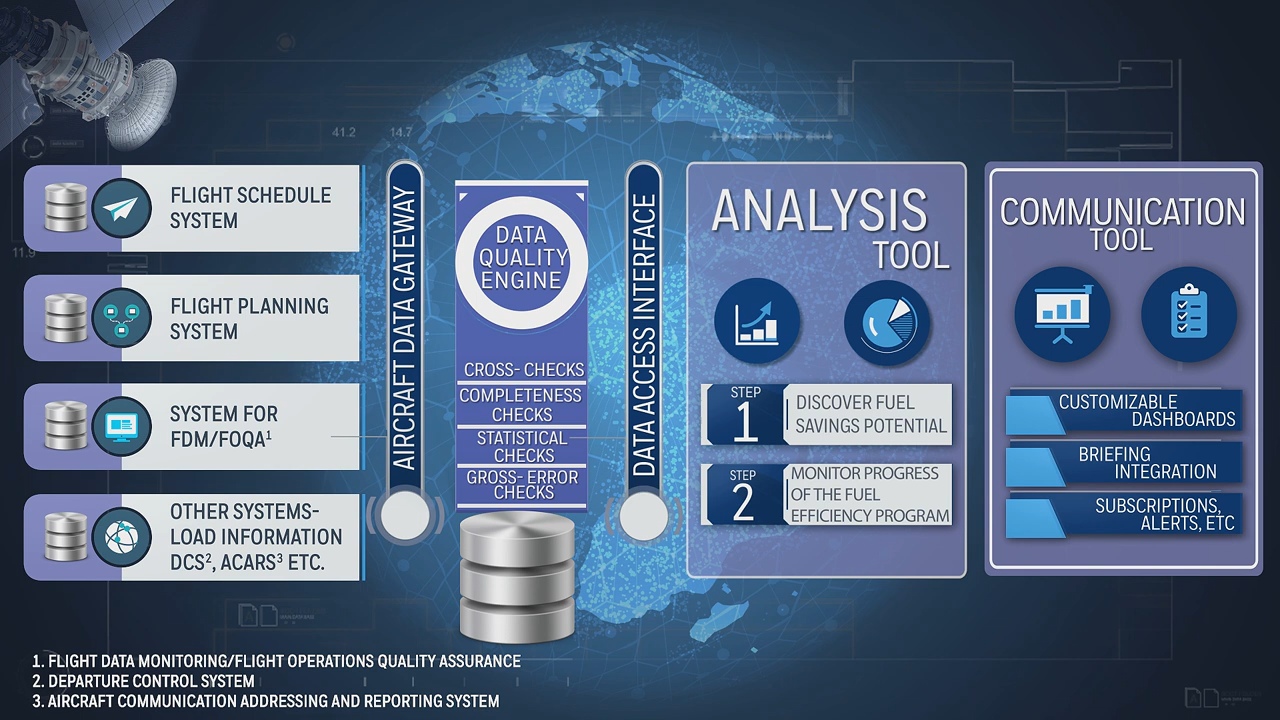 41.2 14.7
11.9
FLIGHT SCHEDULE
SYSTEM
FLIGHT PLANNING
SYSTEM
SYSTEM FOR
FDM/FOQA¹
OTHER SYSTEMS-
LOAD INFORMATION
DCS², ACARS³ ETC.
AIRCRAFT DATA GATEWAY
DATA
QUALITY
ENGINE
CROSS- CHECKS
COMPLETENESS
CHECKS
STATISTICAL
CHECKS
GROSS- ERROR
CHECKS
DATA ACCESS INTERFACE
ANALYSIS
TOOL
STEP
1
DISCOVER FUEL
SAVINGS POTENTIAL
STEP
2
MONITOR PROGRESS
OF THE FUEL
EFFICIENCY PROGRAM
COMMUNICATION
TOOL
CUSTOMIZABLE
DASHBOARDS
BRIEFING
INTEGRATION
SUBSCRIPTIONS,
ALERTS, ETC
1. FLIGHT DATA MONITORING/FLIGHT OPERATIONS QUALITY ASSURANCE
2. DEPARTURE CONTROL SYSTEM
3. AIRCRAFT COMMUNICATION ADDRESSING AND REPORTING SYSTEM